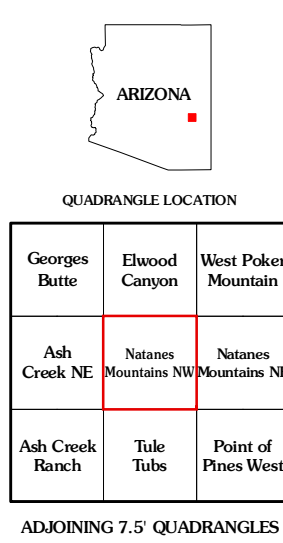 ARIZONA
QUADRANGLE LOCATION
Georges
Butte
Elwood
Canyon
West Poker
Mountain
Ash
Creek NE
Natanes
Mountains NW
Natanes
Mountains NE
Ash Creek
Ranch
Tule
Tubs
Point of
Pines West
ADJOINING 7.5' QUADRANGLES